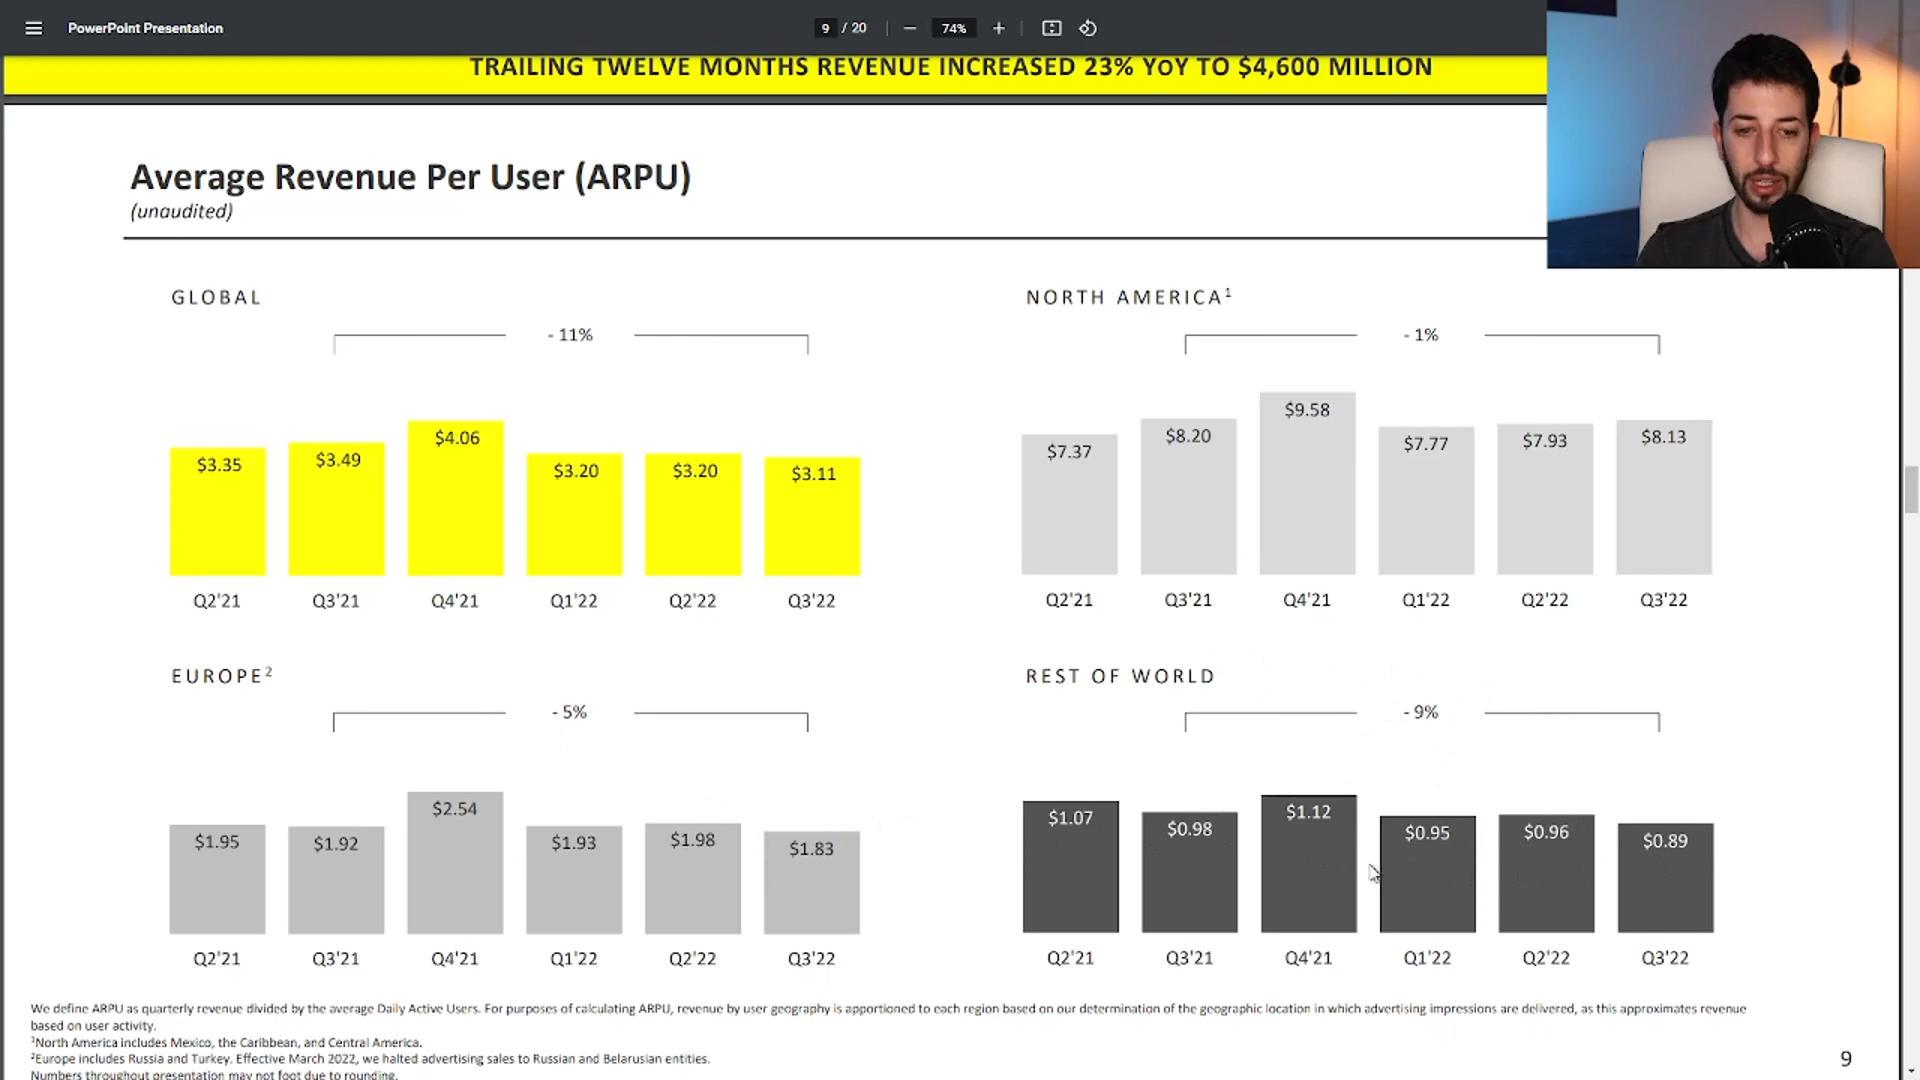 PowerPoint Presentation
9 / 20
74%
TRAILING TWELVE MONTHS REVENUE INCREASED 23% YOY TO $4,600 MILLION
Average Revenue Per User (ARPU)
(unaudited)
GLOBAL
- 11%
$3.35 $3.49 $4.06 $3.20 $3.20 $3.11
Q2'21 Q3'21 Q4'21 Q1'22 Q2'22 Q3'22
NORTH AMERICA¹
- 1%
$7.37 $8.20 $9.58 $7.77 $7.93 $8.13
Q2'21 Q3'21 Q4'21 Q1'22 Q2'22 Q3'22
EUROPE²
- 5%
$1.95 $1.92 $2.54 $1.93 $1.98 $1.83
Q2'21 Q3'21 Q4'21 Q1'22 Q2'22 Q3'22
REST OF WORLD
- 9%
$1.07 $0.98 $1.12 $0.95 $0.96 $0.89
Q2'21 Q3'21 Q4'21 Q1'22 Q2'22 Q3'22
We define ARPU as quarterly revenue divided by the average Daily Active Users. For purposes of calculating ARPU, revenue by user geography is apportioned to each region based on our determination of the geographic location in which advertising impressions are delivered, as this approximates revenue
based on user activity.
¹North America includes Mexico, the Caribbean, and Central America.
²Europe includes Russia and Turkey. Effective March 2022, we halted advertising sales to Russian and Belarusian entities.
Numbers throughout presentation may not foot due to rounding.
9